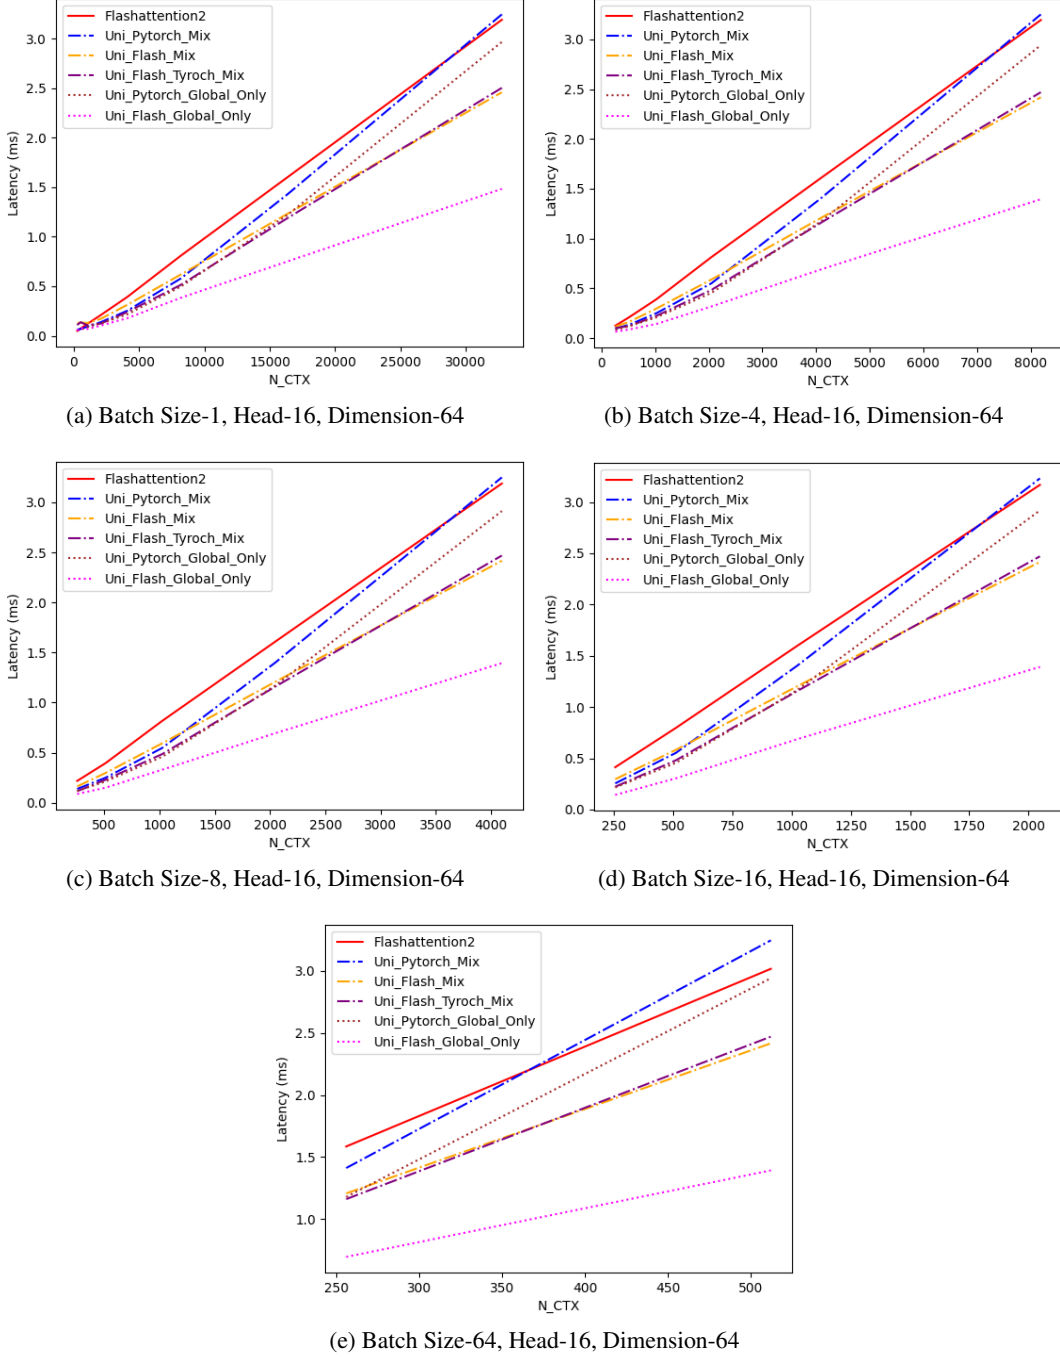 Flashattention2
Uni_Pytorch_Mix
Uni_Flash_Mix
Uni_Flash_Tyroch_Mix
Uni_Pytorch_Global_Only
Uni_Flash_Global_Only
Latency (ms)
3.0
2.5
2.0
1.5
1.0
0.5
0.0
0 5000 10000 15000 20000 25000 30000
N_CTX
(a) Batch Size-1, Head-16, Dimension-64
Flashattention2
Uni_Pytorch_Mix
Uni_Flash_Mix
Uni_Flash_Tyroch_Mix
Uni_Pytorch_Global_Only
Uni_Flash_Global_Only
Latency (ms)
3.0
2.5
2.0
1.5
1.0
0.5
0.0
0 1000 2000 3000 4000 5000 6000 7000 8000
N_CTX
(b) Batch Size-4, Head-16, Dimension-64
Flashattention2
Uni_Pytorch_Mix
Uni_Flash_Mix
Uni_Flash_Tyroch_Mix
Uni_Pytorch_Global_Only
Uni_Flash_Global_Only
Latency (ms)
3.0
2.5
2.0
1.5
1.0
0.5
0.0
500 1000 1500 2000 2500 3000 3500 4000
N_CTX
(c) Batch Size-8, Head-16, Dimension-64
Flashattention2
Uni_Pytorch_Mix
Uni_Flash_Mix
Uni_Flash_Tyroch_Mix
Uni_Pytorch_Global_Only
Uni_Flash_Global_Only
Latency (ms)
3.0
2.5
2.0
1.5
1.0
0.5
0.0
250 500 750 1000 1250 1500 1750 2000
N_CTX
(d) Batch Size-16, Head-16, Dimension-64
Flashattention2
Uni_Pytorch_Mix
Uni_Flash_Mix
Uni_Flash_Tyroch_Mix
Uni_Pytorch_Global_Only
Uni_Flash_Global_Only
Latency (ms)
3.0
2.5
2.0
1.5
1.0
250 300 350 400 450 500
N_CTX
(e) Batch Size-64, Head-16, Dimension-64